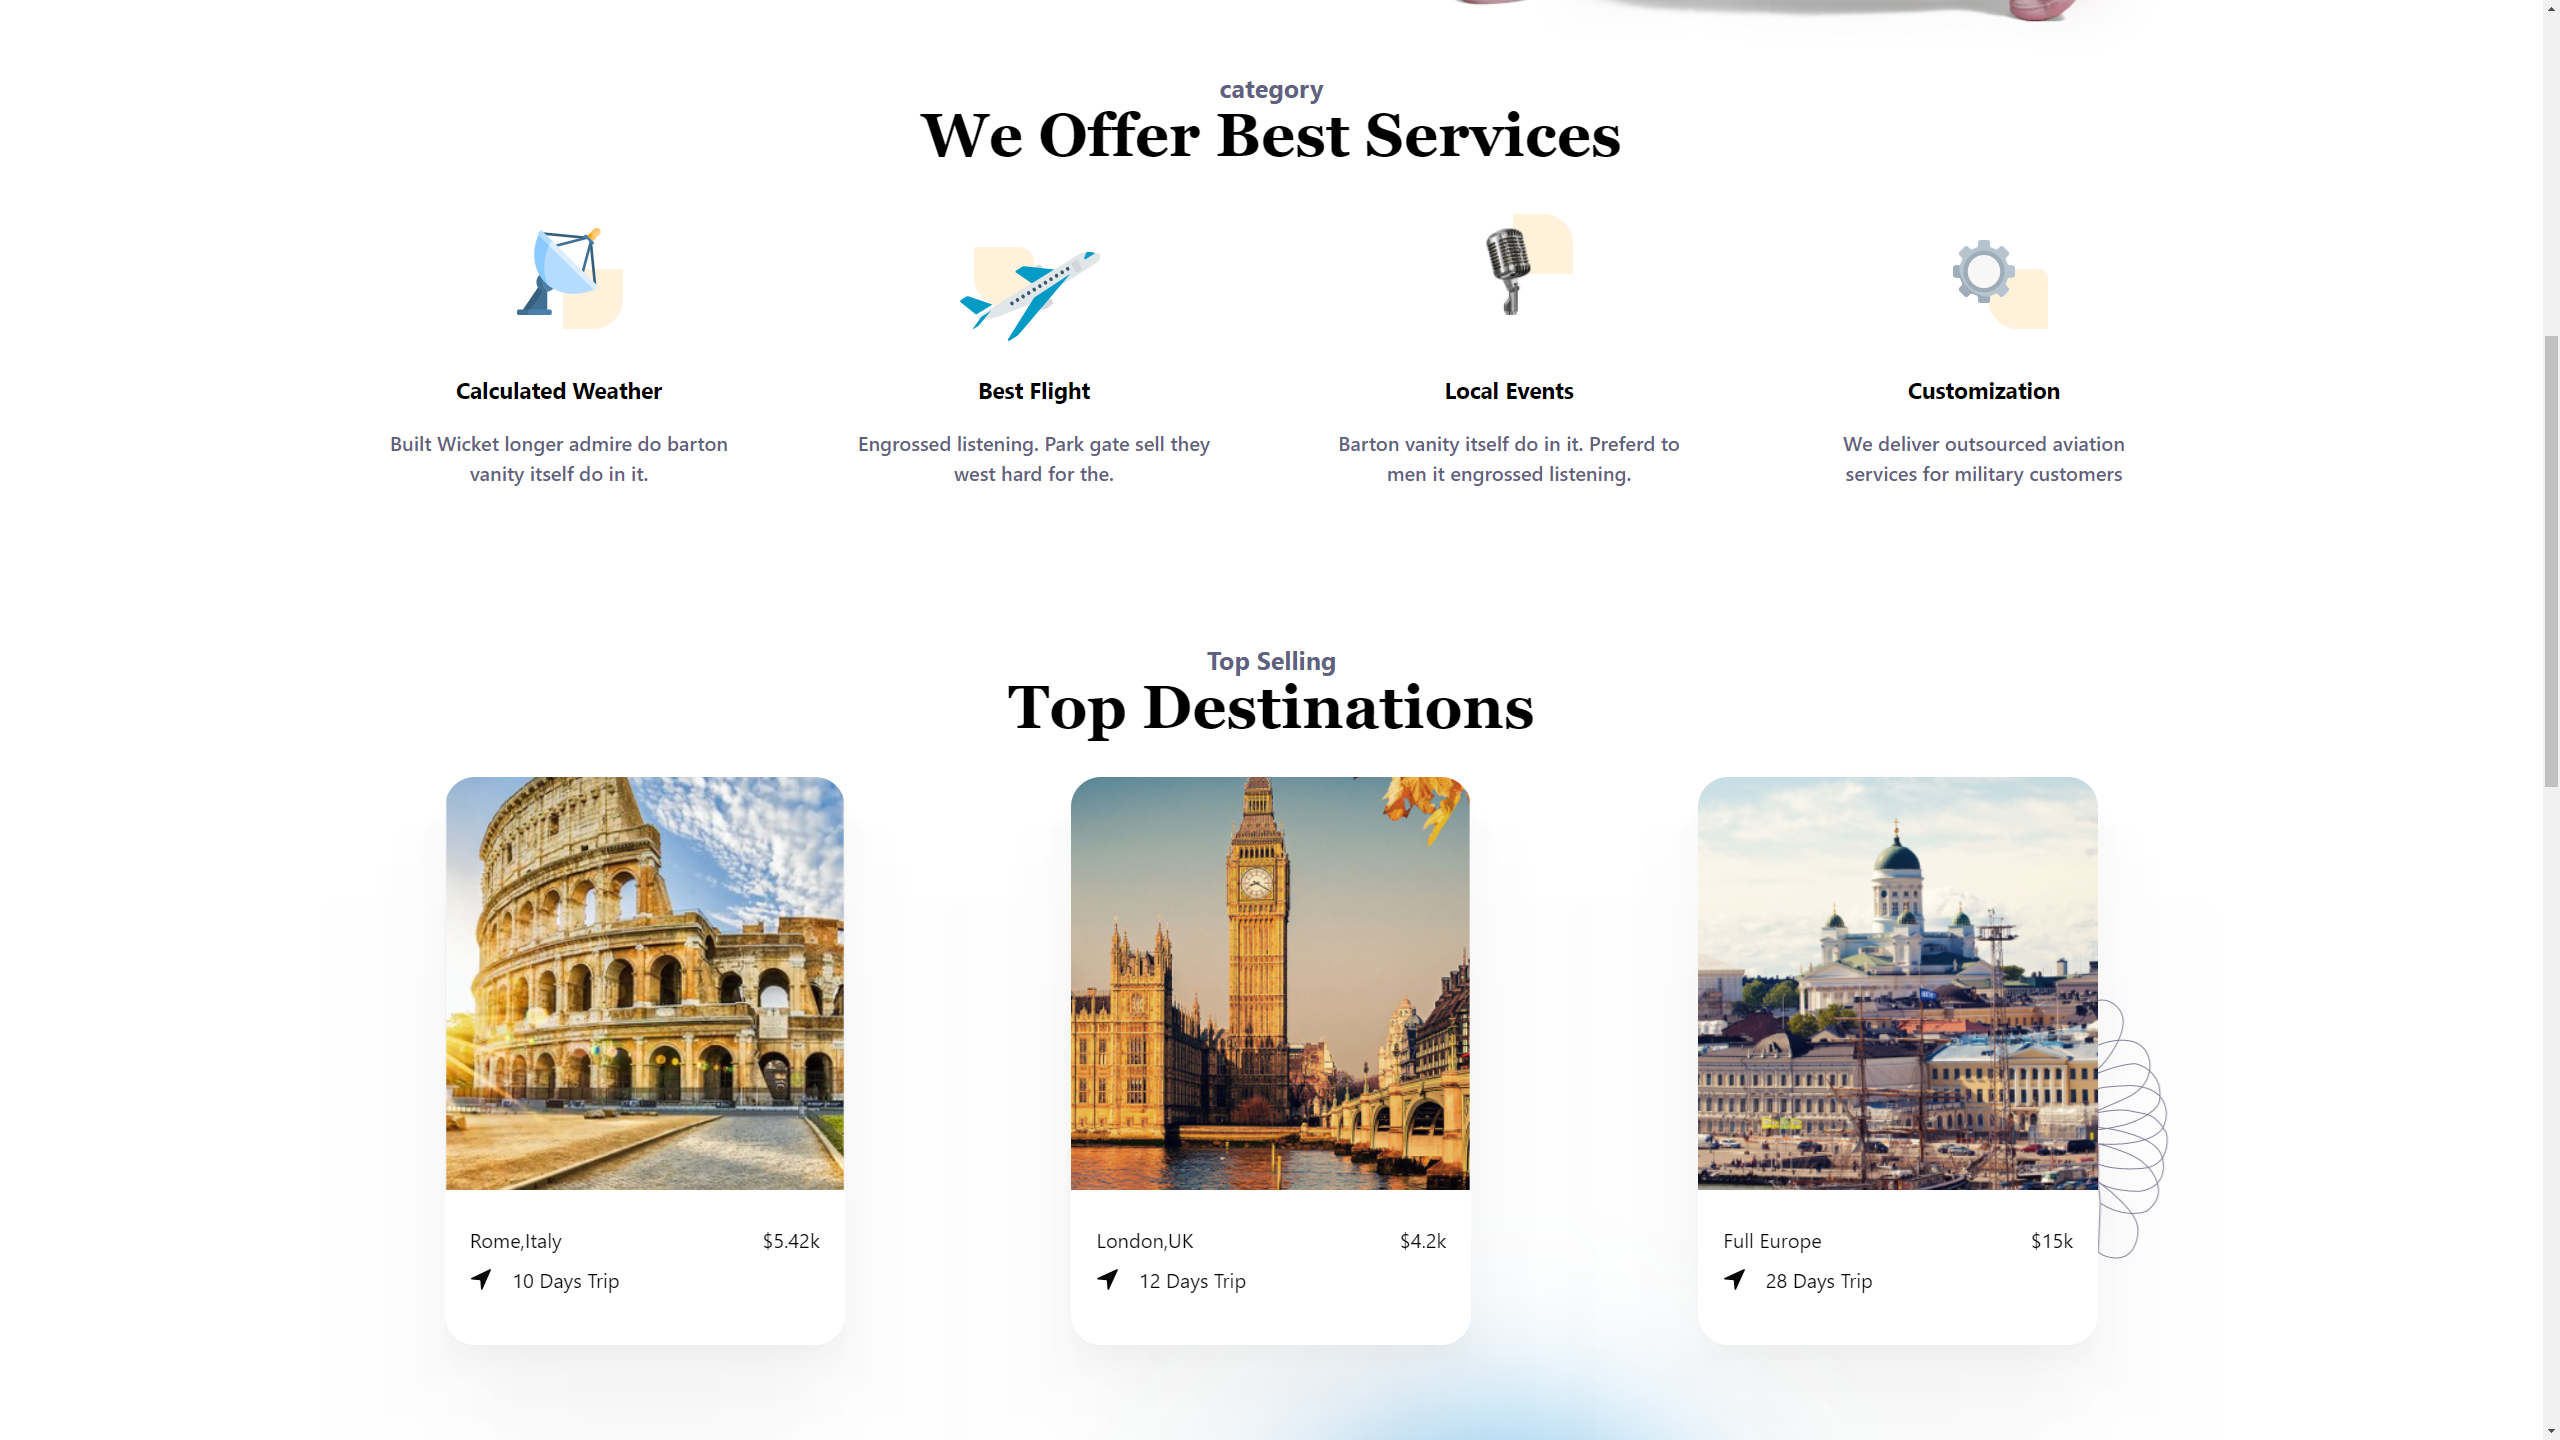 category
We Offer Best Services
Calculated Weather
Built Wicket longer admire do barton
vanity itself do in it.
Best Flight
Engrossed listening. Park gate sell they
west hard for the.
Local Events
Barton vanity itself do in it. Preferd to
men it engrossed listening.
Customization
We deliver outsourced aviation
services for military customers
Top Selling
Top Destinations
Rome,Italy
$5.42k
10 Days Trip
London,UK
$4.2k
12 Days Trip
Full Europe
$15k
28 Days Trip